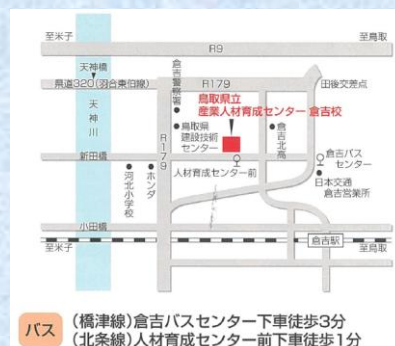 至米子
至鳥取
R9
天神橋
県道320(羽合東伯線)
倉吉警察署
R179
田後交差点
鳥取県立
産業人材育成センター 倉吉校
天神川
鳥取県
建設技術
センター
R179
倉吉北高
新田橋
人材育成センター前
倉吉バス
センター
河北小学校
ホンダ
日本交通
倉吉営業所
小田橋
倉吉駅
至米子
至鳥取
バス
(橋津線)倉吉バスセンター下車徒歩3分
(北条線)人材育成センター前下車徒歩1分